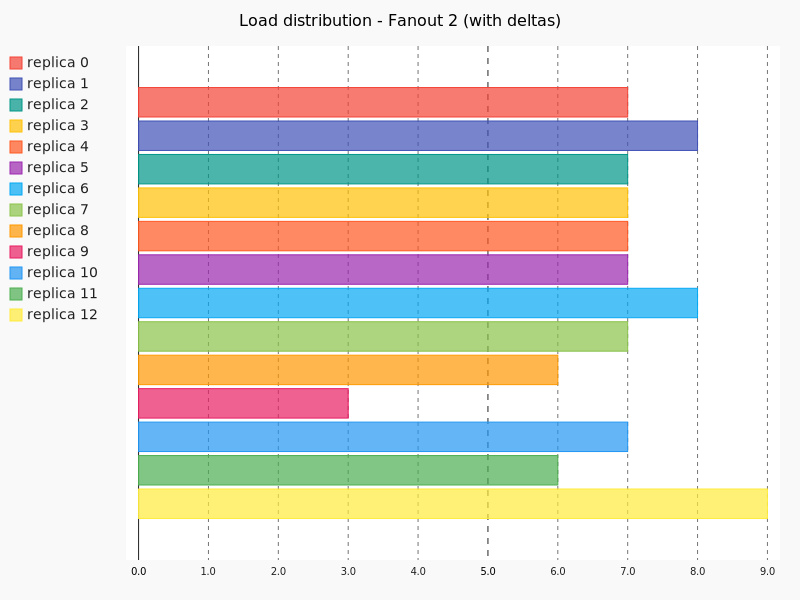 Load distribution - Fanout 2 (with deltas)
replica 0
replica 1
replica 2
replica 3
replica 4
replica 5
replica 6
replica 7
replica 8
replica 9
replica 10
replica 11
replica 12
0.0 1.0 2.0 3.0 4.0 5.0 6.0 7.0 8.0 9.0